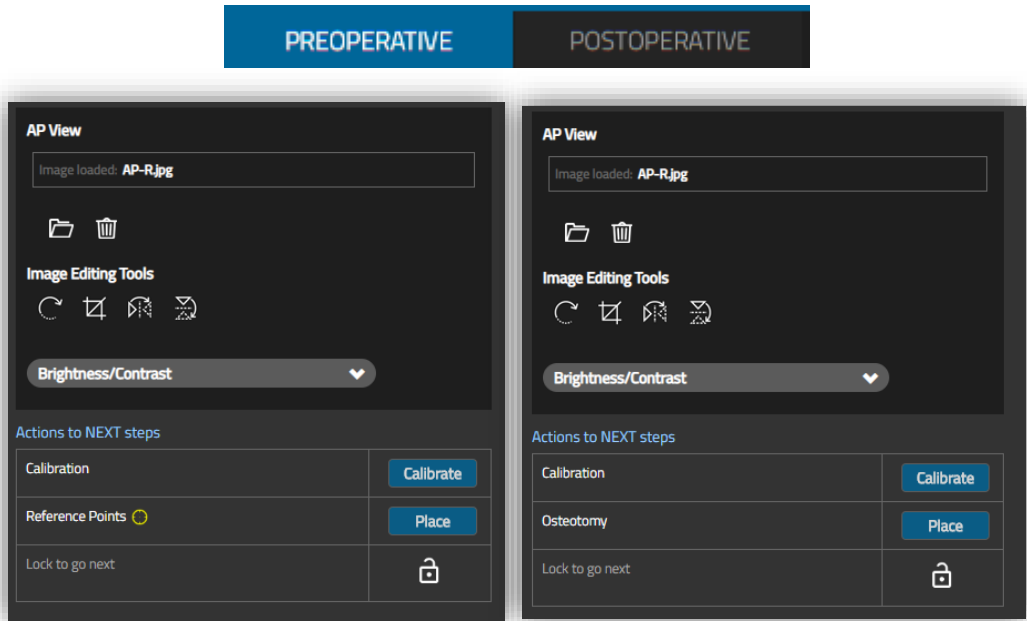 PREOPERATIVE
POSTOPERATIVE
AP View
Image loaded: AP-R.jpg
Image Editing Tools
Brightness/Contrast
Actions to NEXT steps
Calibration
Calibrate
Reference Points
Place
Lock to go next
AP View
Image loaded: AP-R.jpg
Image Editing Tools
Brightness/Contrast
Actions to NEXT steps
Calibration
Calibrate
Osteotomy
Place
Lock to go next